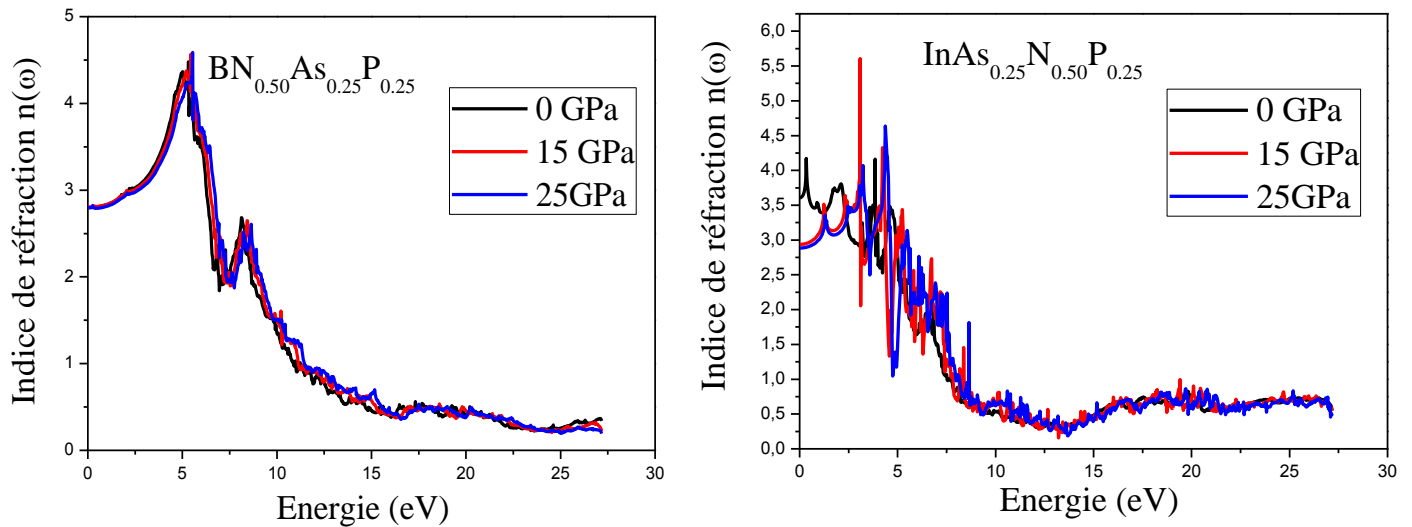 BN0.50As0.25P0.25
0 GPa
15 GPa
25GPa
Indice de réfraction n(ω)
5
4
3
2
1
0
0
5
10
15
20
25
30
Energie (eV)
InAs0.25N0.50P0.25
0 GPa
15 GPa
25GPa
Indice de réfraction n(ω)
6,0
5,5
5,0
4,5
4,0
3,5
3,0
2,5
2,0
1,5
1,0
0,5
0,0
0
5
10
15
20
25
30
Energie (eV)